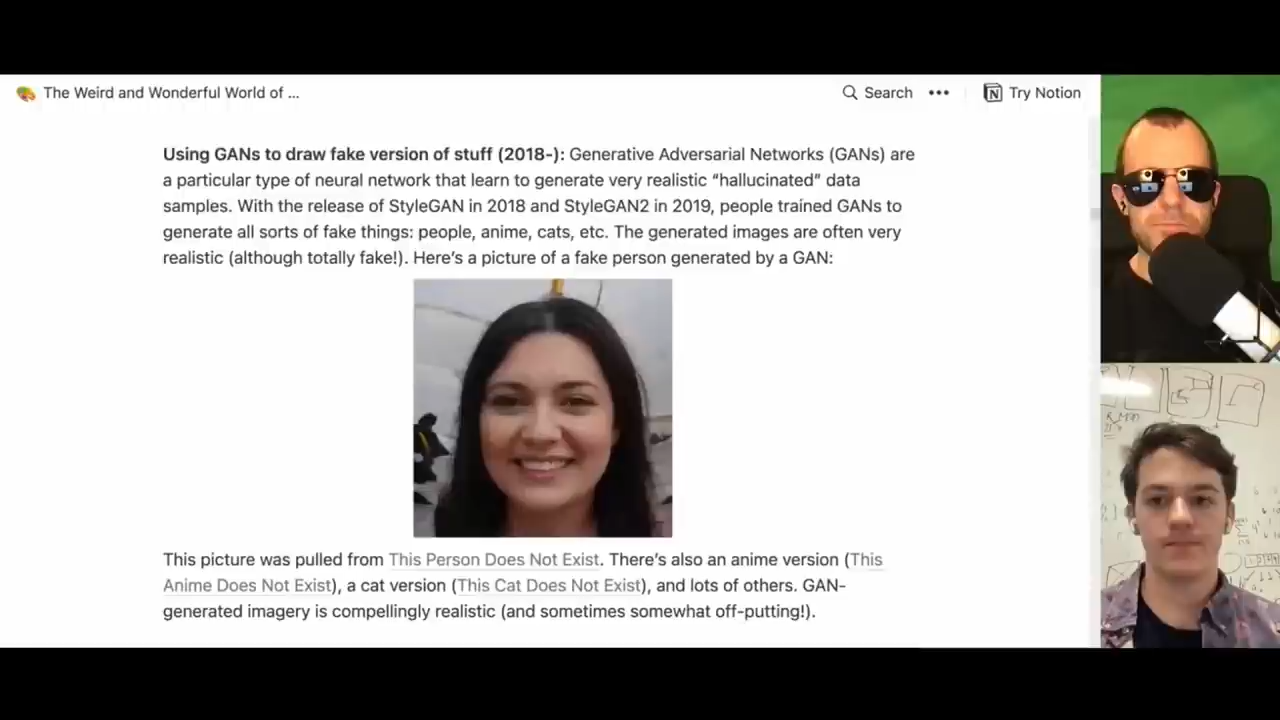 The Weird and Wonderful World of ...
Search
Try Notion
Using GANs to draw fake version of stuff (2018-): Generative Adversarial Networks (GANs) are
a particular type of neural network that learn to generate very realistic “hallucinated” data
samples. With the release of StyleGAN in 2018 and StyleGAN2 in 2019, people trained GANs to
generate all sorts of fake things: people, anime, cats, etc. The generated images are often very
realistic (although totally fake!). Here’s a picture of a fake person generated by a GAN:
This picture was pulled from This Person Does Not Exist. There’s also an anime version (This
Anime Does Not Exist), a cat version (This Cat Does Not Exist), and lots of others. GAN-
generated imagery is compellingly realistic (and sometimes somewhat off-putting!).